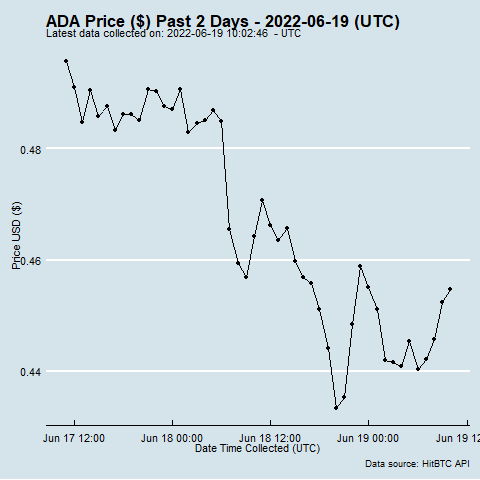 ADA Price ($) Past 2 Days - 2022-06-19 (UTC)
Latest data collected on: 2022-06-19 10:02:46 - UTC
0.48
0.46
0.44
Price USD ($)
Jun 17 12:00 Jun 18 00:00 Jun 18 12:00 Jun 19 00:00 Jun 19 12
Date Time Collected (UTC)
Data source: HitBTC API